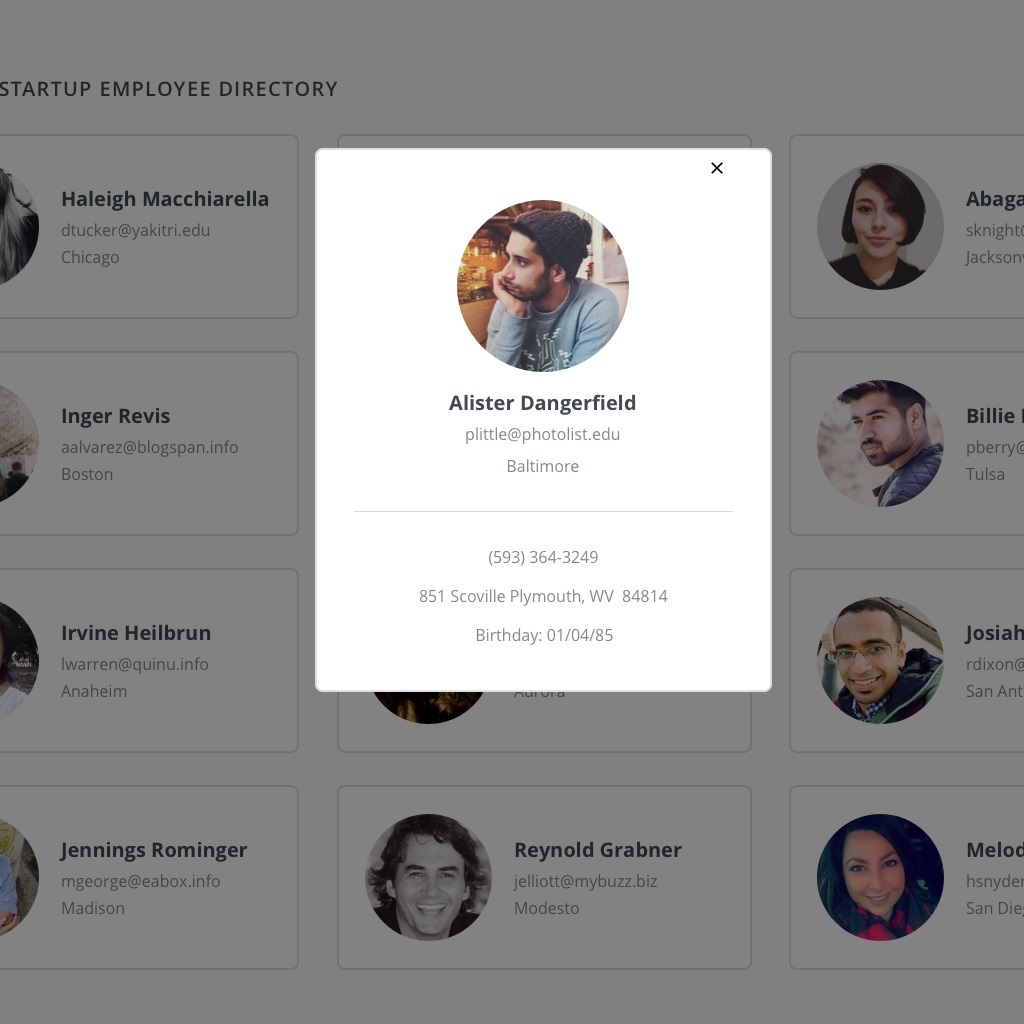 STARTUP EMPLOYEE DIRECTORY
Haleigh Macchiarella
dtucker@yakitri.edu
Chicago
Inger Revis
aalvarez@blogspan.info
Boston
Irvine Heilbrun
lwarren@quinu.info
Anaheim
Jennings Rominger
mgeorge@eabox.info
Madison
Alister Dangerfield
plittle@photolist.edu
Baltimore
(593) 364-3249
851 Scoville Plymouth, WV  84814
Birthday: 01/04/85
Aurora
Reynold Grabner
jelliott@mybuzz.biz
Modesto
Abaga
sknight@
Jackson
Billie
pberry@
Tulsa
Josiah
rdixon@
San Ant
Melod
hsnyder
San Die